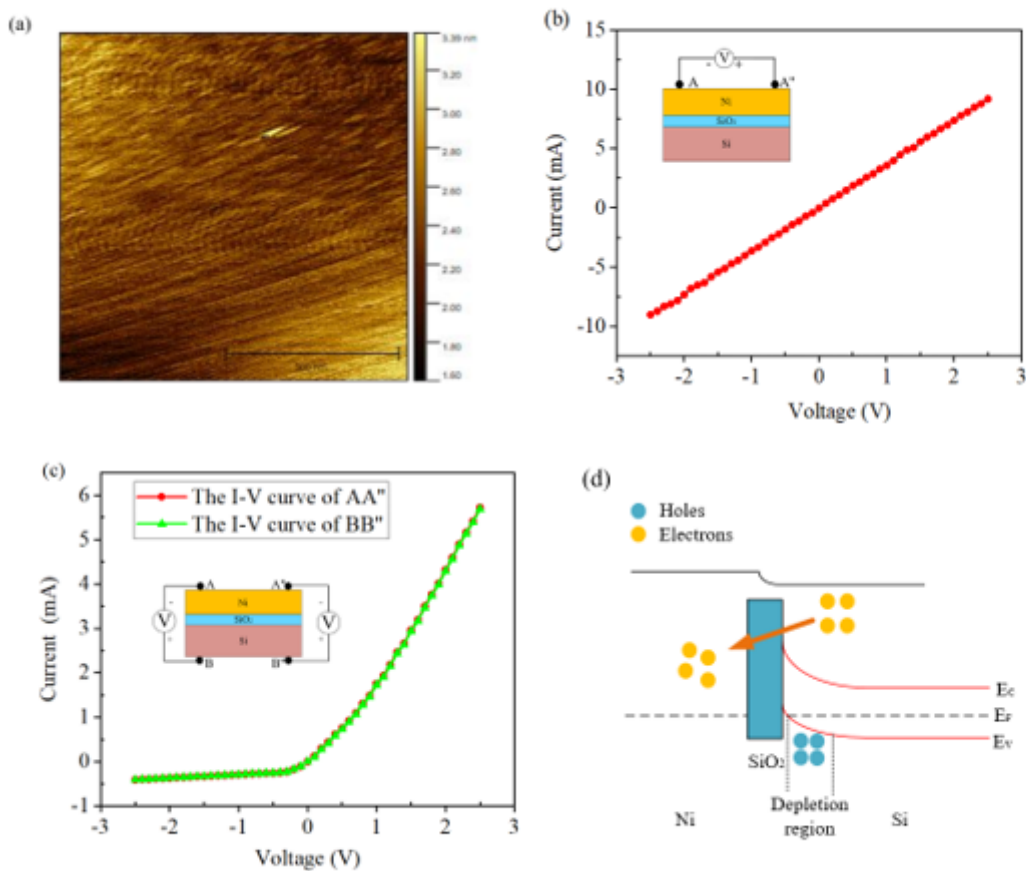 (a)
3.39 nm
3.20
3.00
2.80
2.60
2.40
2.20
2.00
1.80
1.60
(b)
15
10
5
0
-5
-10
-3
-2
-1
0
1
2
3
Current (mA)
Voltage (V)
V
- +
A
A"
Ni
SiO₂
Si
(c)
6
5
4
3
2
1
0
-1
-3
-2
-1
0
1
2
3
Current (mA)
Voltage (V)
The I-V curve of AA"
The I-V curve of BB"
A
A"
V
V
Ni
SiO₂
Si
B
B
(d)
Holes
Electrons
E_C
E_F
E_V
SiO₂
Depletion
region
Ni
Si